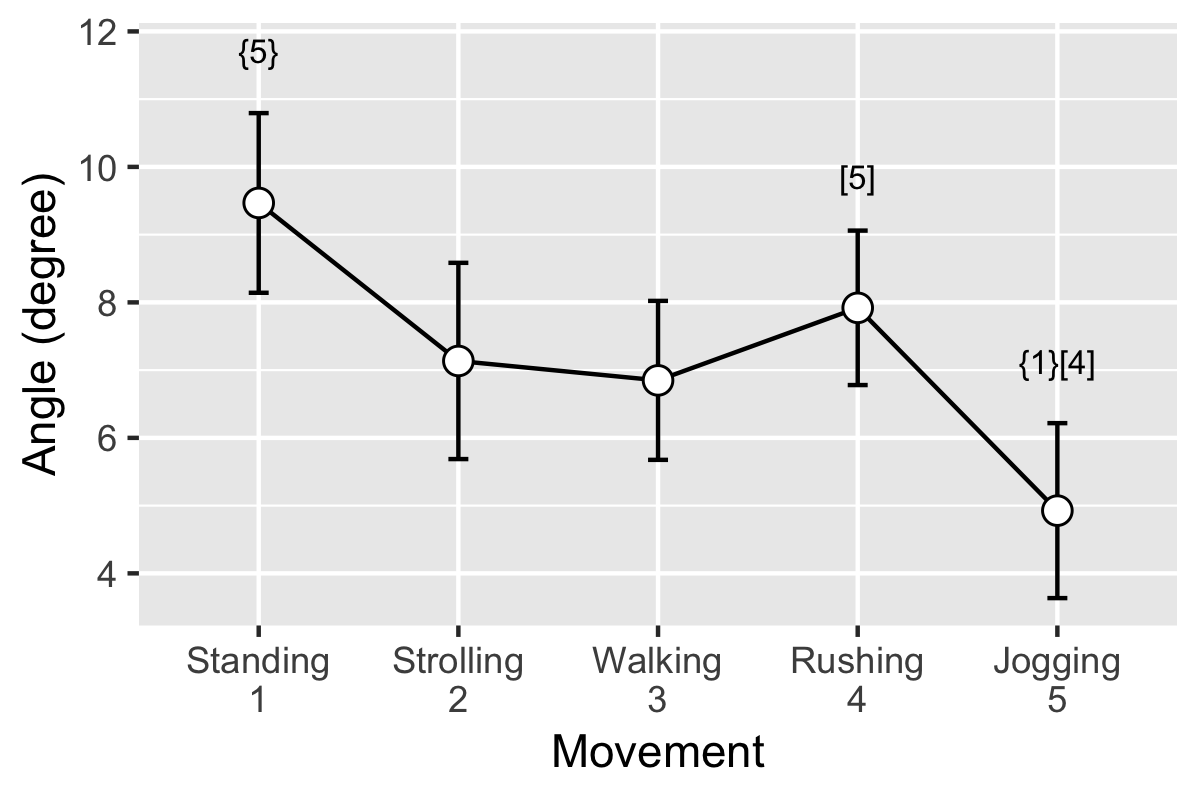 12
{5}
10
[5]
8
{1}[4]
6
4
Angle (degree)
Standing Strolling Walking Rushing Jogging
1 2 3 4 5
Movement